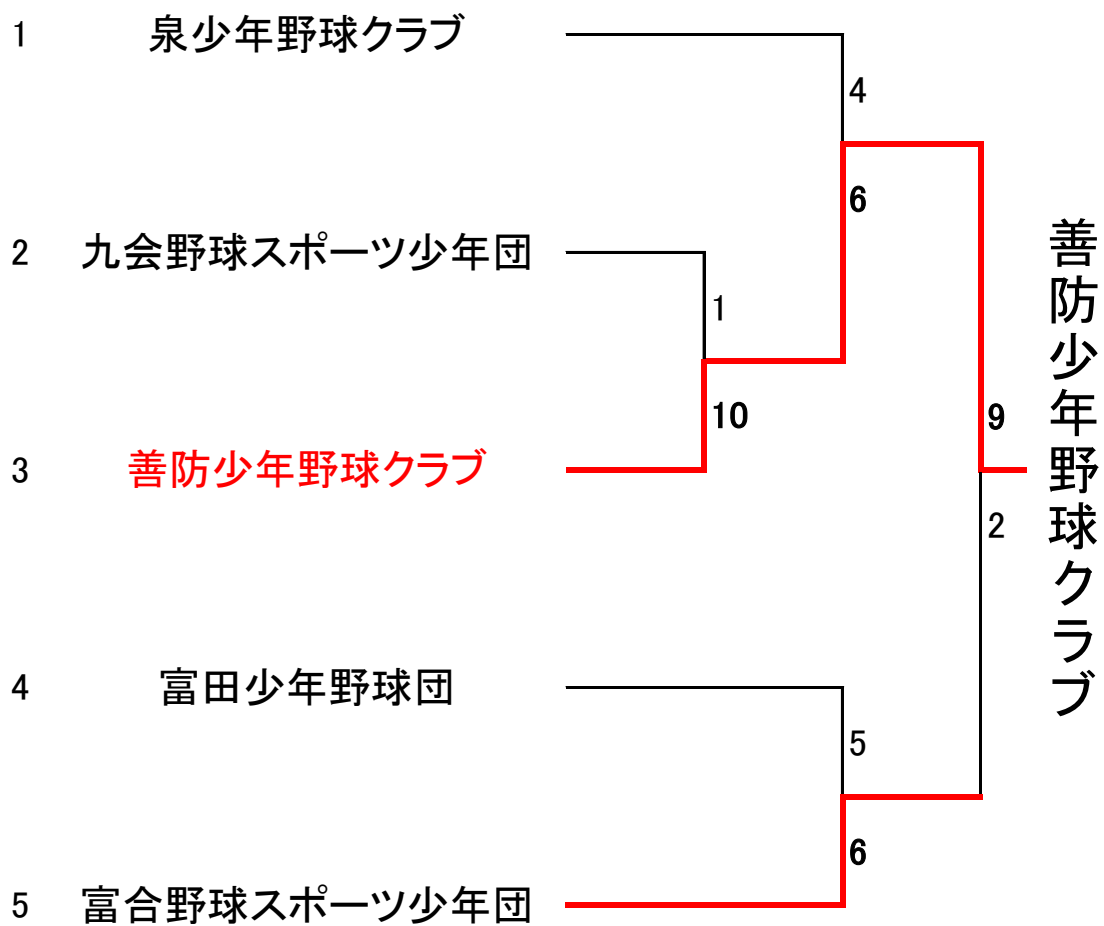 1 泉少年野球クラブ
4
6
2 九会野球スポーツ少年団
1
10
3 善防少年野球クラブ
9
2
善防少年野球クラブ
4 富田少年野球団
5
6
5 富合野球スポーツ少年団